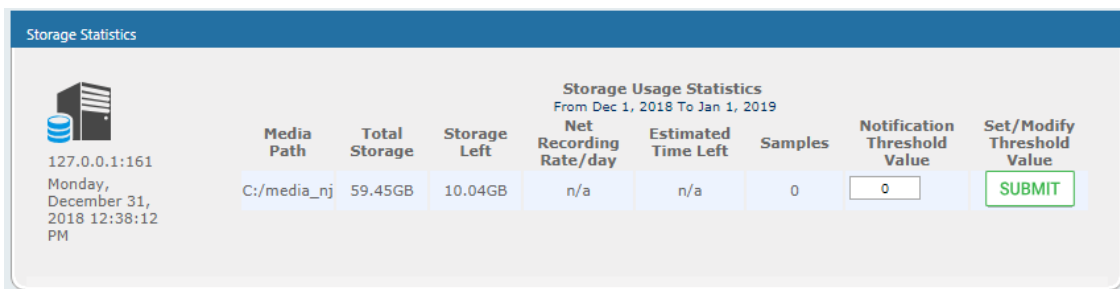 Storage Statistics
Storage Usage Statistics
From Dec 1, 2018 To Jan 1, 2019
Media Path Total Storage Storage Left Net Recording Rate/day Estimated Time Left Samples Notification Threshold Value Set/Modify Threshold Value
127.0.0.1:161
Monday,
December 31,
2018 12:38:12
PM
C:/media_nj 59.45GB 10.04GB n/a n/a 0 0 SUBMIT